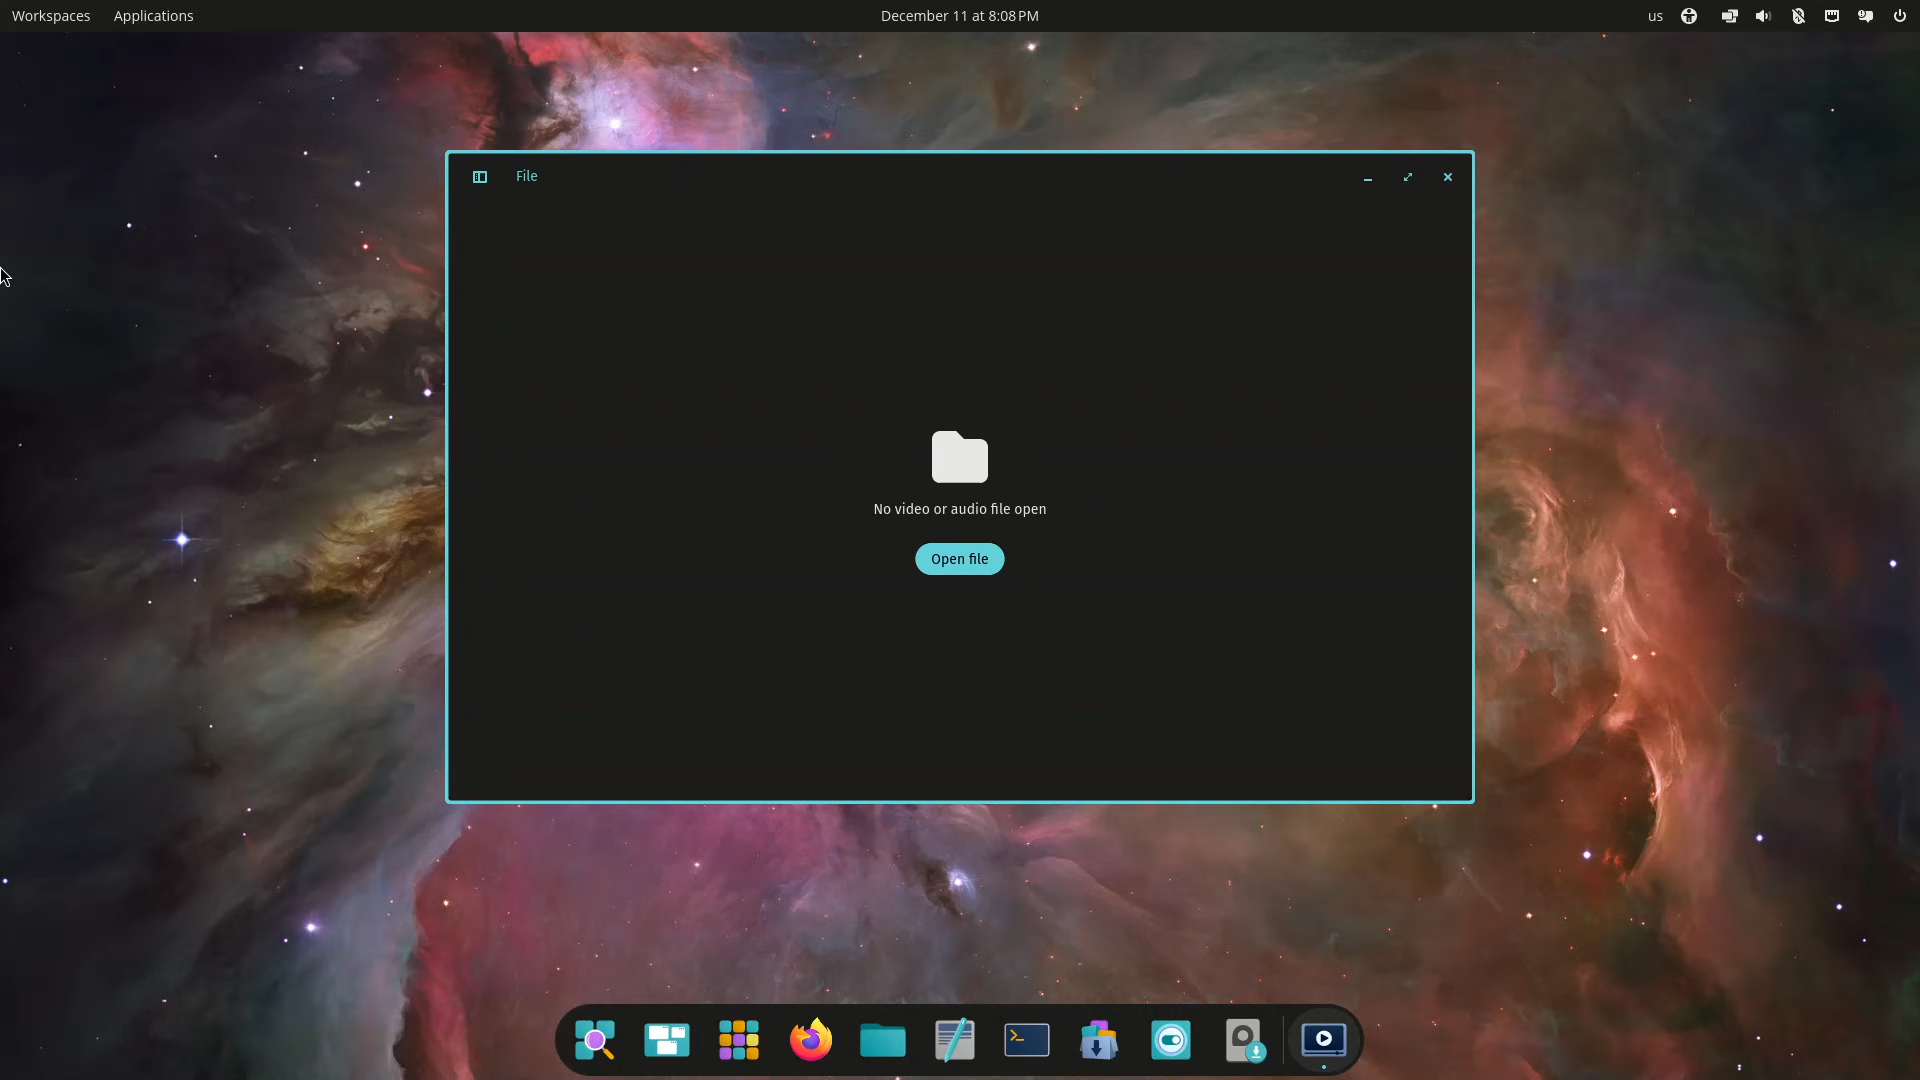 Workspaces Applications December 11 at 8:08 PM us
File
No video or audio file open
Open file